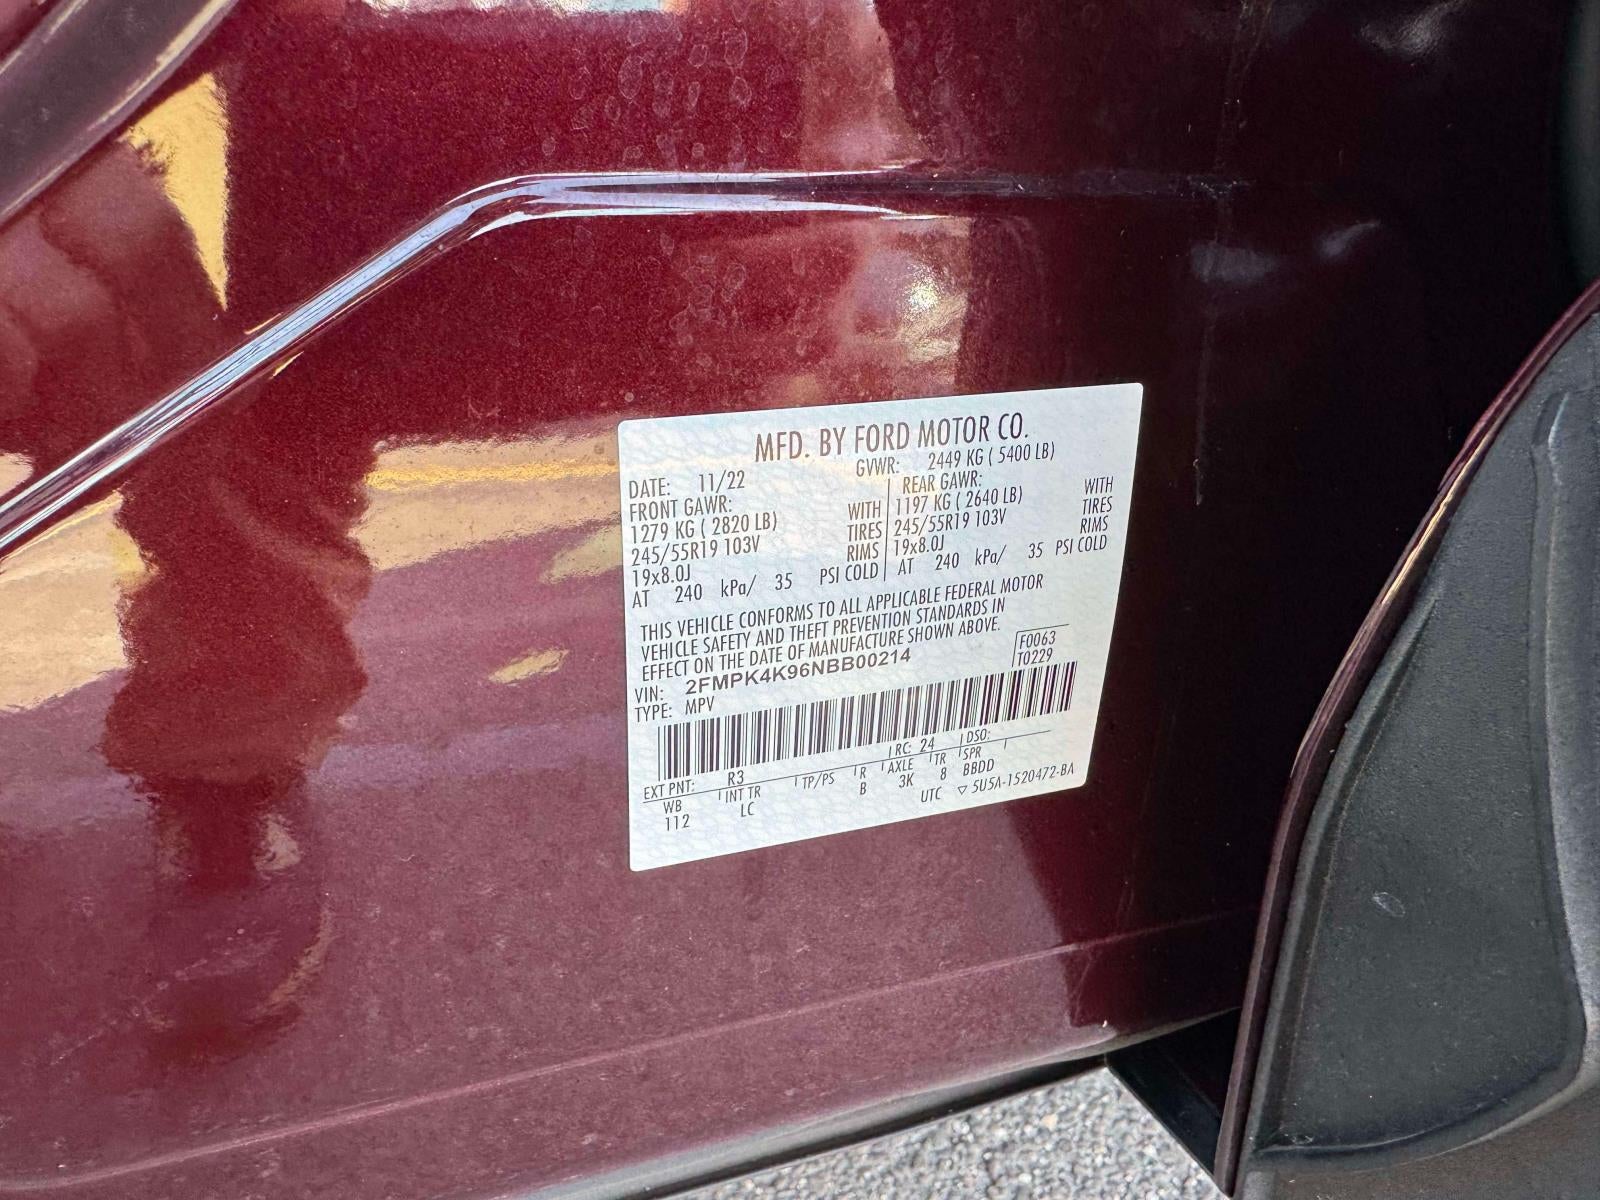 MFD. BY FORD MOTOR CO.
DATE: 11/22 GVWR: 2449 KG ( 5400 LB)
FRONT GAWR: REAR GAWR:
1279 KG ( 2820 LB) WITH 1197 KG ( 2640 LB) WITH
245/55R19 103V TIRES 245/55R19 103V TIRES
19x8.0J RIMS 19x8.0J RIMS
AT 240 kPa/ 35 PSI COLD AT 240 kPa/ 35 PSI COLD
THIS VEHICLE CONFORMS TO ALL APPLICABLE FEDERAL MOTOR
VEHICLE SAFETY AND THEFT PREVENTION STANDARDS IN
EFFECT ON THE DATE OF MANUFACTURE SHOWN ABOVE.
F0063
VIN: 2FMPK4K96NBB00214 T0229
TYPE: MPV
EXT PNT: R3 RC: 24 DSO:
WB INT TR TP/PS R AXLE TR SPR
112 LC B 3K 8 BBDD
UTC ▽ 5U5A-1520472-BA